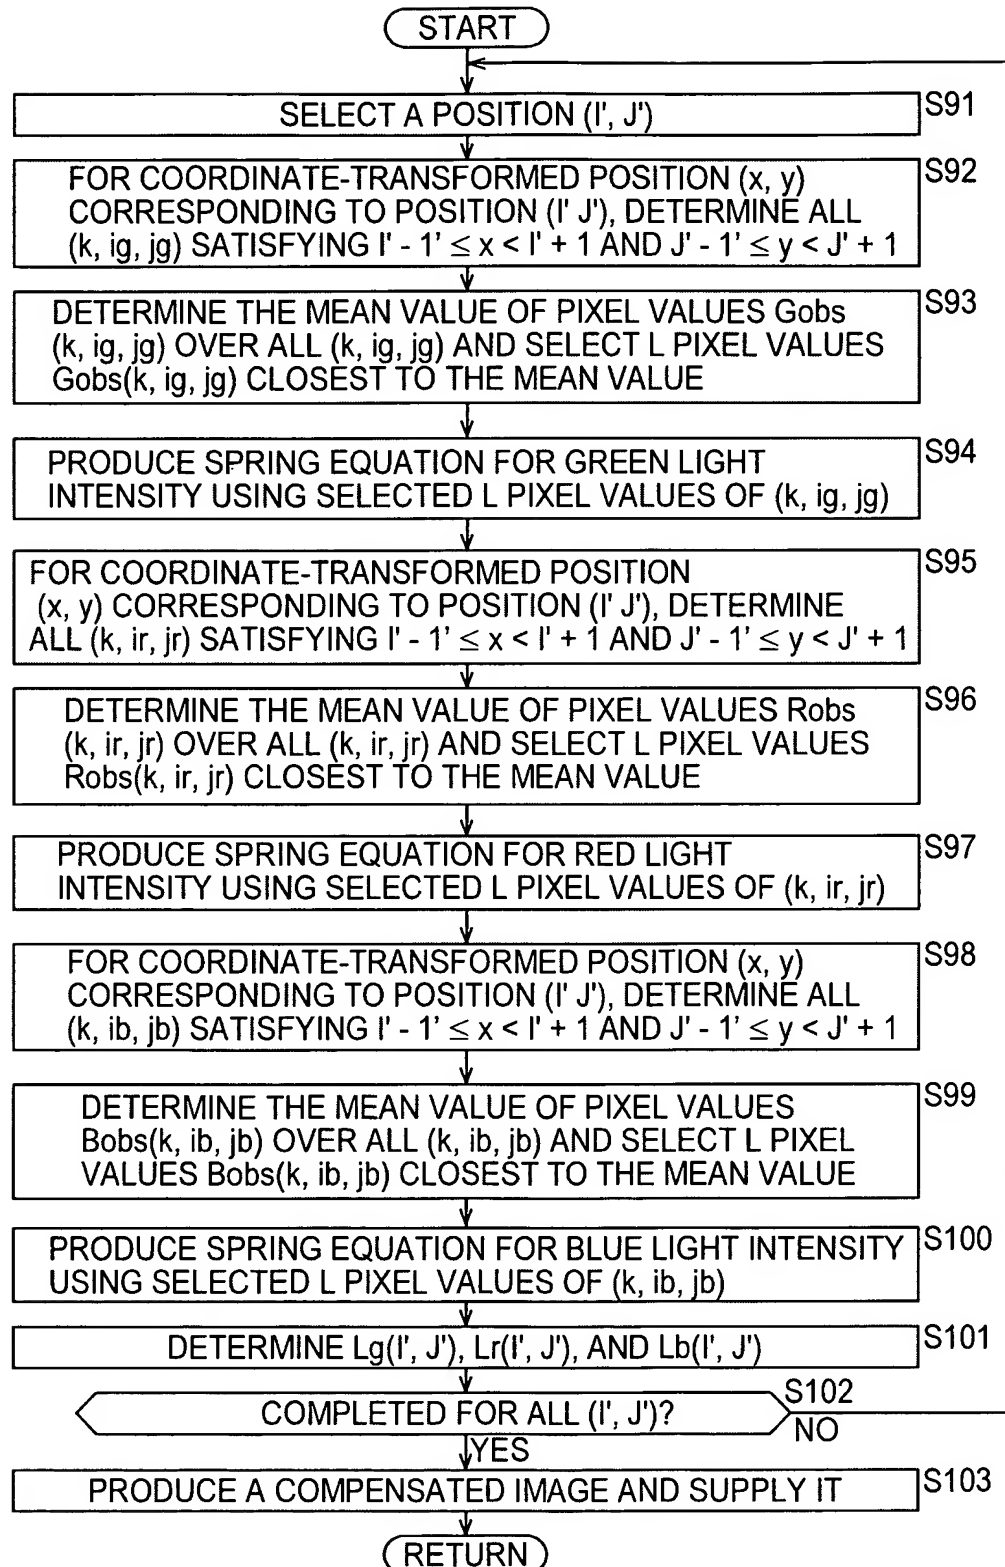 START
SELECT A POSITION (I', J')
S91
FOR COORDINATE-TRANSFORMED POSITION (x, y)
CORRESPONDING TO POSITION (I' J'), DETERMINE ALL
(k, ig, jg) SATISFYING I' - 1' ≤ x < I' + 1 AND J' - 1' ≤ y < J' + 1
S92
DETERMINE THE MEAN VALUE OF PIXEL VALUES Gobs
(k, ig, jg) OVER ALL (k, ig, jg) AND SELECT L PIXEL VALUES
Gobs(k, ig, jg) CLOSEST TO THE MEAN VALUE
S93
PRODUCE SPRING EQUATION FOR GREEN LIGHT
INTENSITY USING SELECTED L PIXEL VALUES OF (k, ig, jg)
S94
FOR COORDINATE-TRANSFORMED POSITION
(x, y) CORRESPONDING TO POSITION (I' J'), DETERMINE
ALL (k, ir, jr) SATISFYING I' - 1' ≤ x < I' + 1 AND J' - 1' ≤ y < J' + 1
S95
DETERMINE THE MEAN VALUE OF PIXEL VALUES Robs
(k, ir, jr) OVER ALL (k, ir, jr) AND SELECT L PIXEL VALUES
Robs(k, ir, jr) CLOSEST TO THE MEAN VALUE
S96
PRODUCE SPRING EQUATION FOR RED LIGHT
INTENSITY USING SELECTED L PIXEL VALUES OF (k, ir, jr)
S97
FOR COORDINATE-TRANSFORMED POSITION (x, y)
CORRESPONDING TO POSITION (I' J'), DETERMINE ALL
(k, ib, jb) SATISFYING I' - 1' ≤ x < I' + 1 AND J' - 1' ≤ y < J' + 1
S98
DETERMINE THE MEAN VALUE OF PIXEL VALUES
Bobs(k, ib, jb) OVER ALL (k, ib, jb) AND SELECT L PIXEL
VALUES Bobs(k, ib, jb) CLOSEST TO THE MEAN VALUE
S99
PRODUCE SPRING EQUATION FOR BLUE LIGHT INTENSITY
USING SELECTED L PIXEL VALUES OF (k, ib, jb)
S100
DETERMINE Lg(I', J'), Lr(I', J'), AND Lb(I', J')
S101
COMPLETED FOR ALL (I', J')?
S102
NO
YES
PRODUCE A COMPENSATED IMAGE AND SUPPLY IT
S103
RETURN